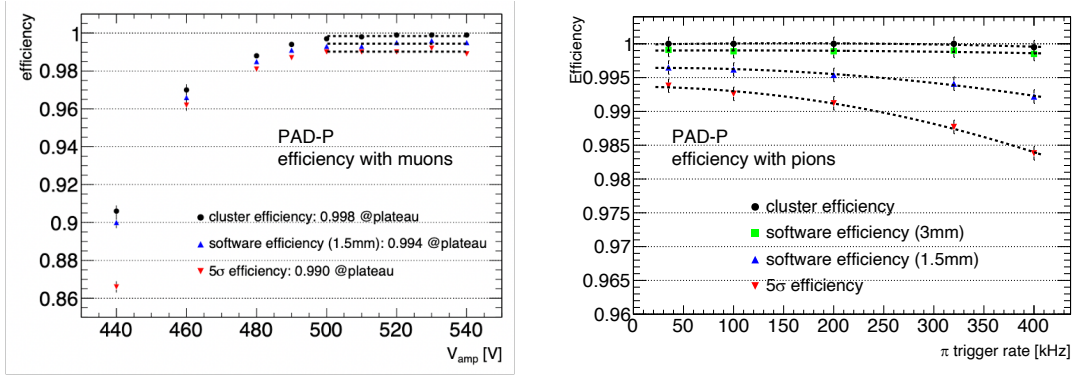 efficiency
1
0.98
0.96
0.94
0.92
0.9
0.88
0.86
PAD-P
efficiency with muons
cluster efficiency: 0.998 @plateau
software efficiency (1.5mm): 0.994 @plateau
5σ efficiency: 0.990 @plateau
440 460 480 500 520 540
V_amp [V]
Efficiency
1
0.995
0.99
0.985
0.98
0.975
0.97
0.965
0.96
PAD-P
efficiency with pions
cluster efficiency
software efficiency (3mm)
software efficiency (1.5mm)
5σ efficiency
0 50 100 150 200 250 300 350 400
π trigger rate [kHz]